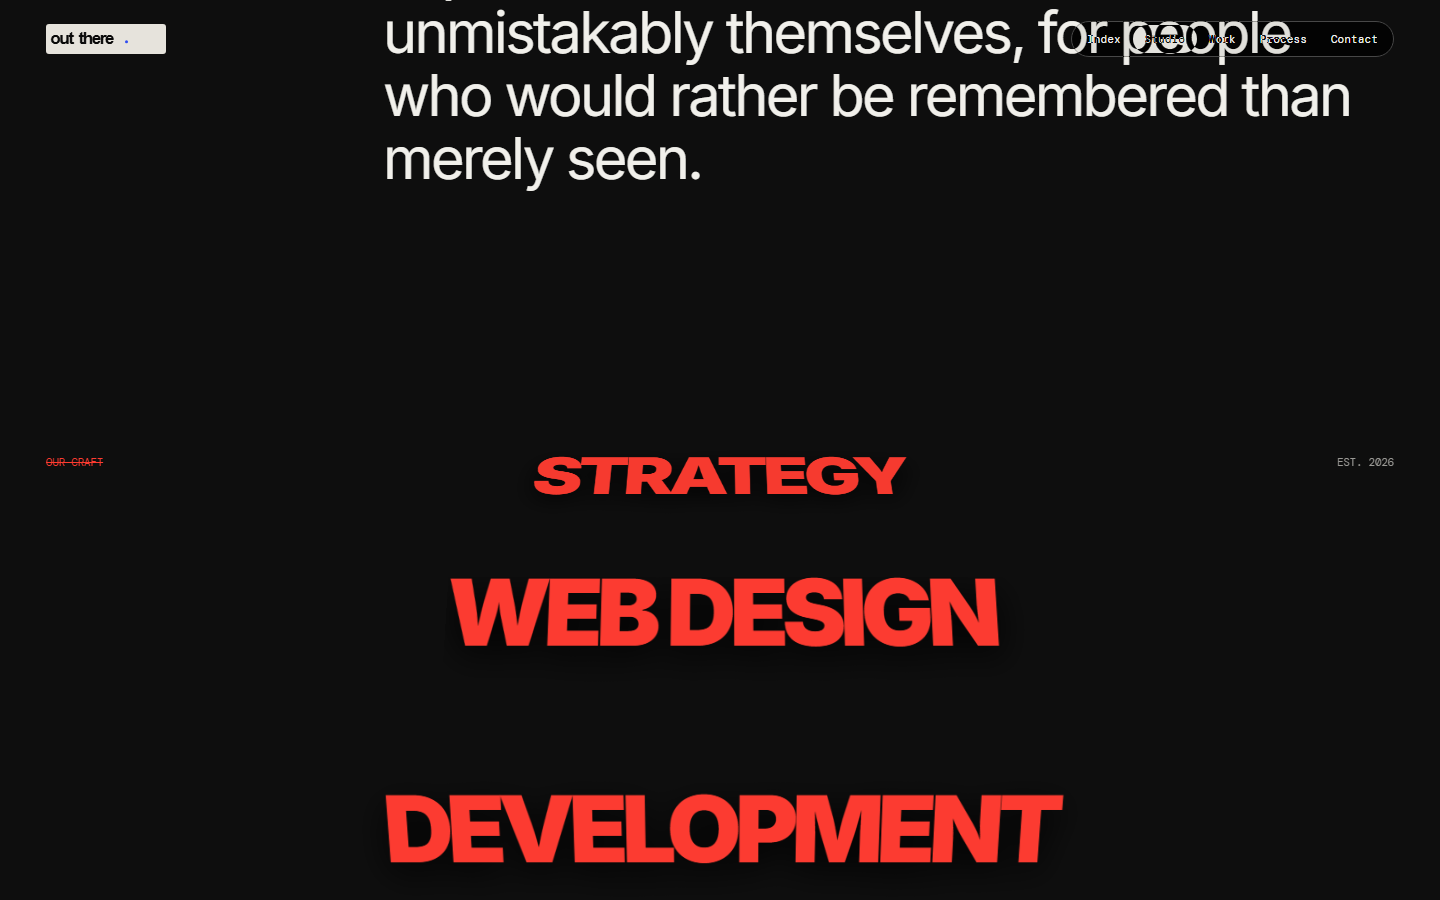 out there .
Index Studio Work Process Contact
unmistakably themselves, for people
who would rather be remembered than
merely seen.
OUR CRAFT
STRATEGY
EST. 2026
WEB DESIGN
DEVELOPMENT